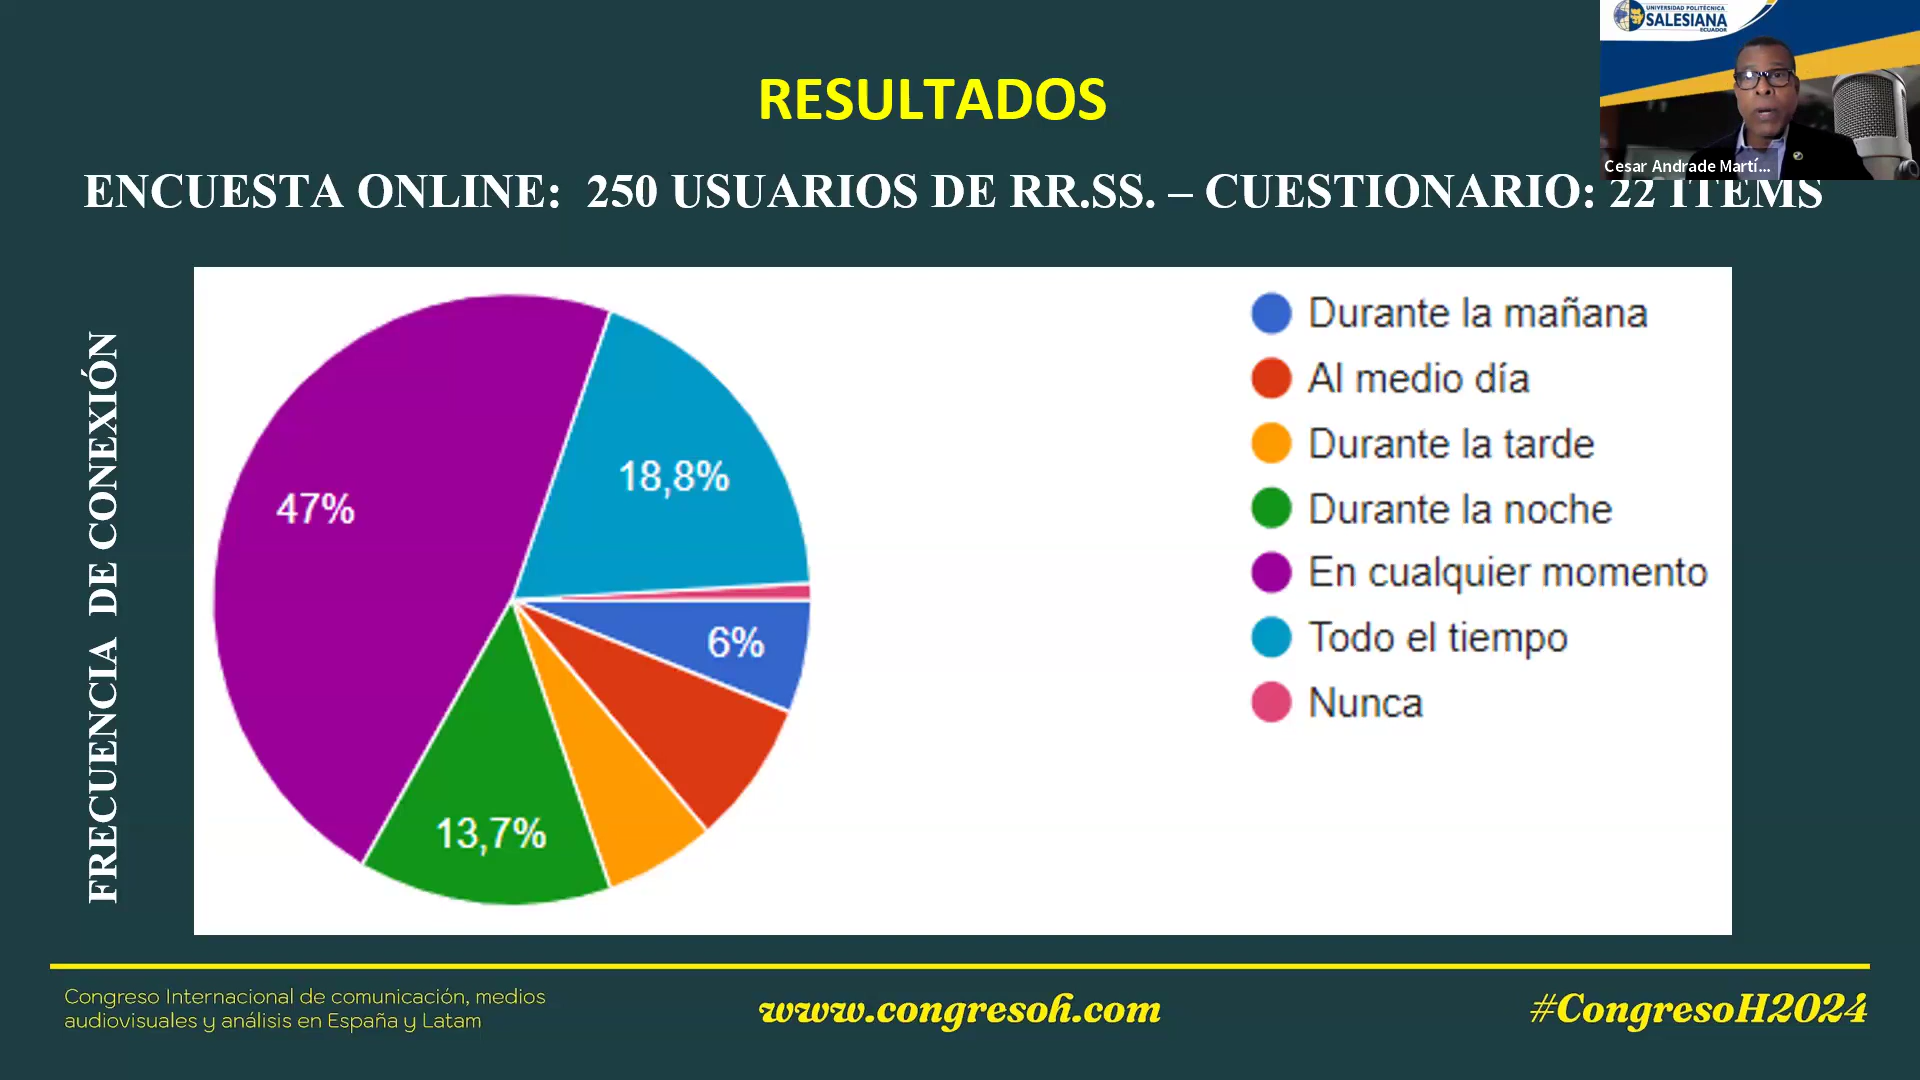 UNIVERSIDAD POLITÉCNICA
SALESIANA
ECUADOR
RESULTADOS
Cesar Andrade Martí...
ENCUESTA ONLINE: 250 USUARIOS DE RR.SS. – CUESTIONARIO: 22 ITEMS
FRECUENCIA DE CONEXIÓN
47%
18,8%
6%
13,7%
Durante la mañana
Al medio día
Durante la tarde
Durante la noche
En cualquier momento
Todo el tiempo
Nunca
Congreso Internacional de comunicación, medios
audiovisuales y análisis en España y Latam
www.congresoh.com
#CongresoH2024